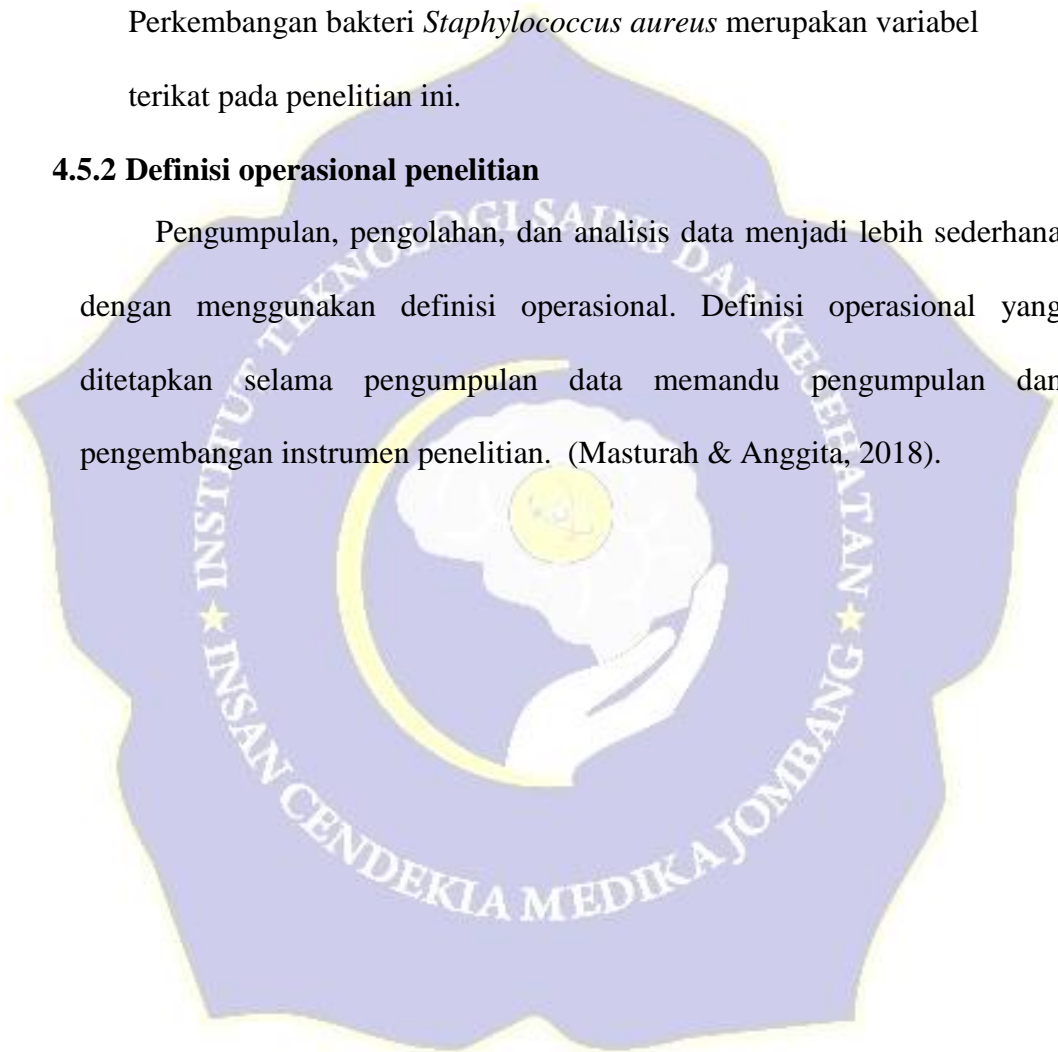 Perkembangan bakteri Staphylococcus aureus merupakan variabel
terikat pada penelitian ini.
4.5.2 Definisi operasional penelitian
Pengumpulan, pengolahan, dan analisis data menjadi lebih sederhana
dengan menggunakan definisi operasional. Definisi operasional yang
ditetapkan selama pengumpulan data memandu pengumpulan dan
pengembangan instrumen penelitian. (Masturah & Anggita, 2018).
INSTITUT TEKNOLOGI SAINS DAN KESEHATAN
INSAN CENDEKIA MEDIKA JOMBANG